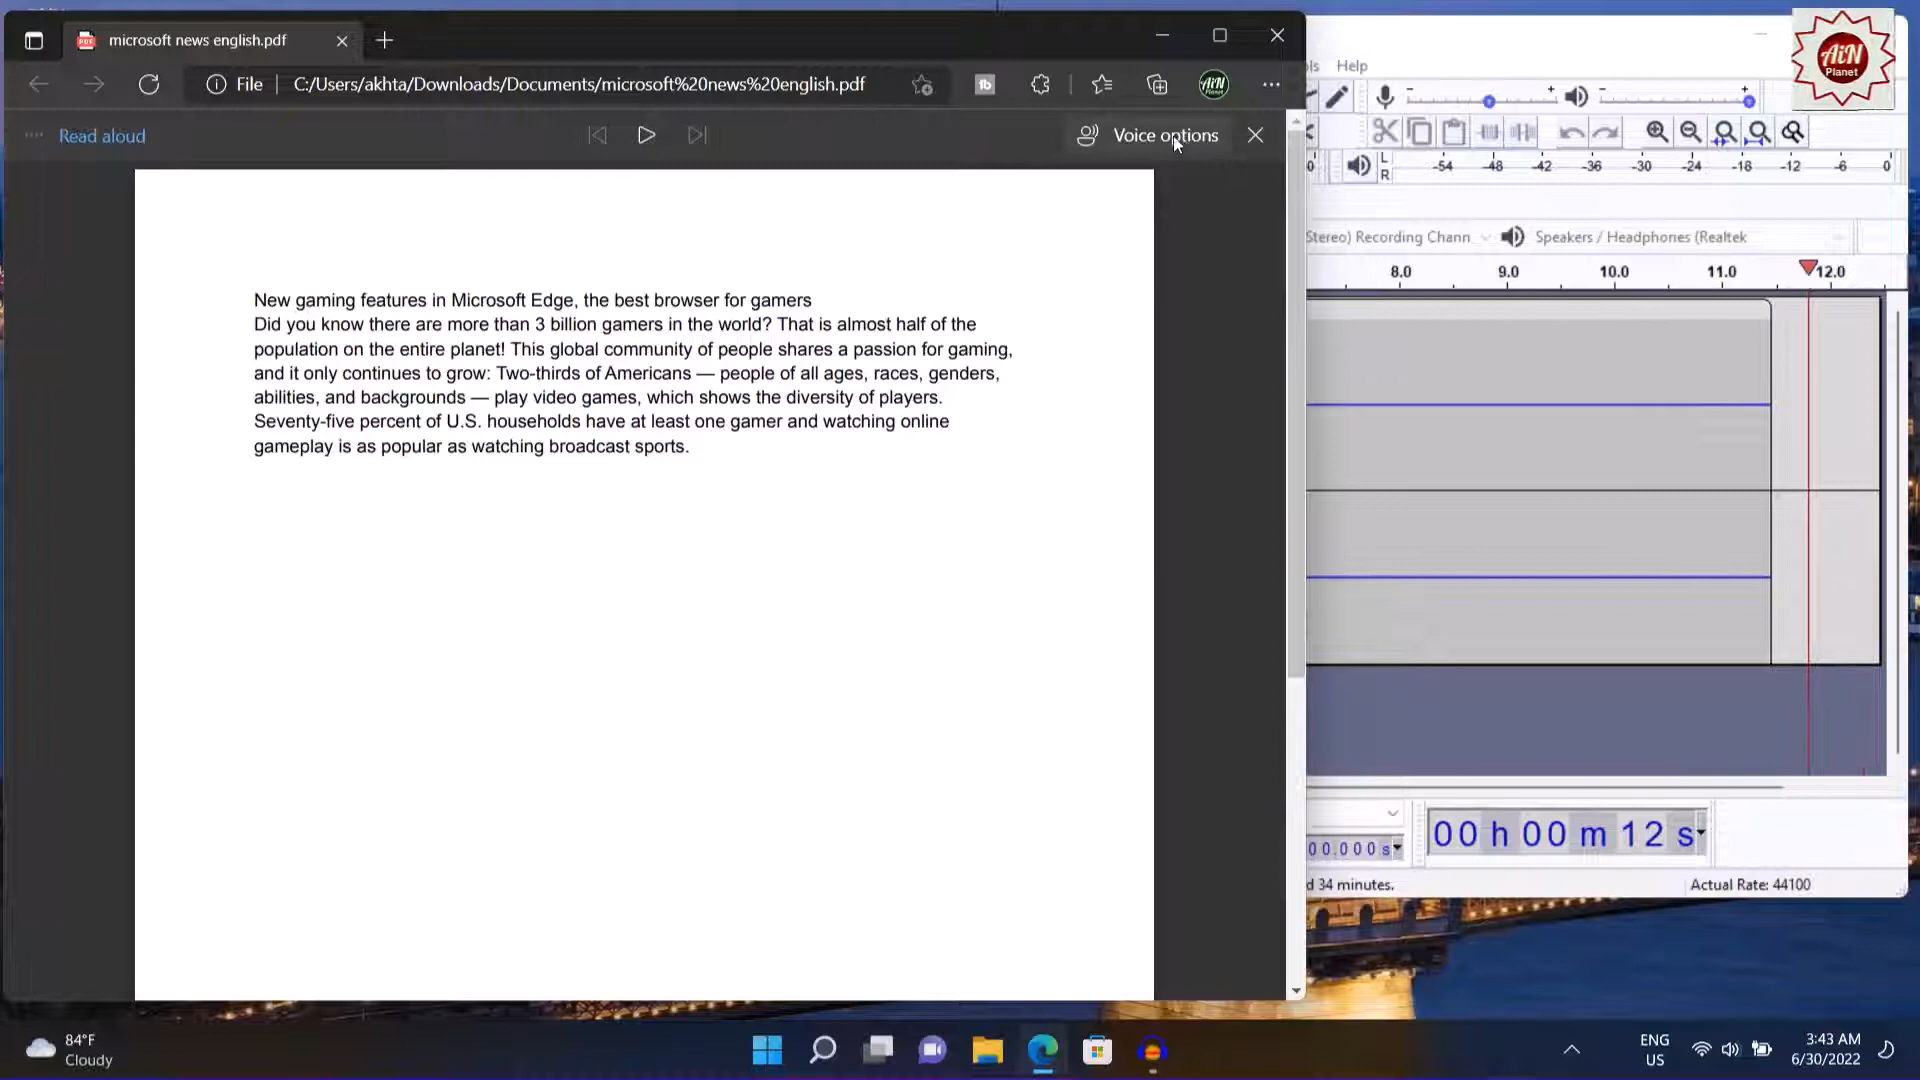 microsoft news english.pdf
File C:/Users/akhta/Downloads/Documents/microsoft%20news%20english.pdf
Read aloud
Voice options
New gaming features in Microsoft Edge, the best browser for gamers
Did you know there are more than 3 billion gamers in the world? That is almost half of the
population on the entire planet! This global community of people shares a passion for gaming,
and it only continues to grow: Two-thirds of Americans — people of all ages, races, genders,
abilities, and backgrounds — play video games, which shows the diversity of players.
Seventy-five percent of U.S. households have at least one gamer and watching online
gameplay is as popular as watching broadcast sports.
AiN
Planet
Help
L
R
-54 -48 -42 -36 -30 -24 -18 -12 -6 0
Stereo) Recording Chann
Speakers / Headphones (Realtek
8.0 9.0 10.0 11.0 12.0
00.000 s
00 h 00 m 12 s
d 34 minutes.
Actual Rate: 44100
84°F
Cloudy
ENG
US
3:43 AM
6/30/2022